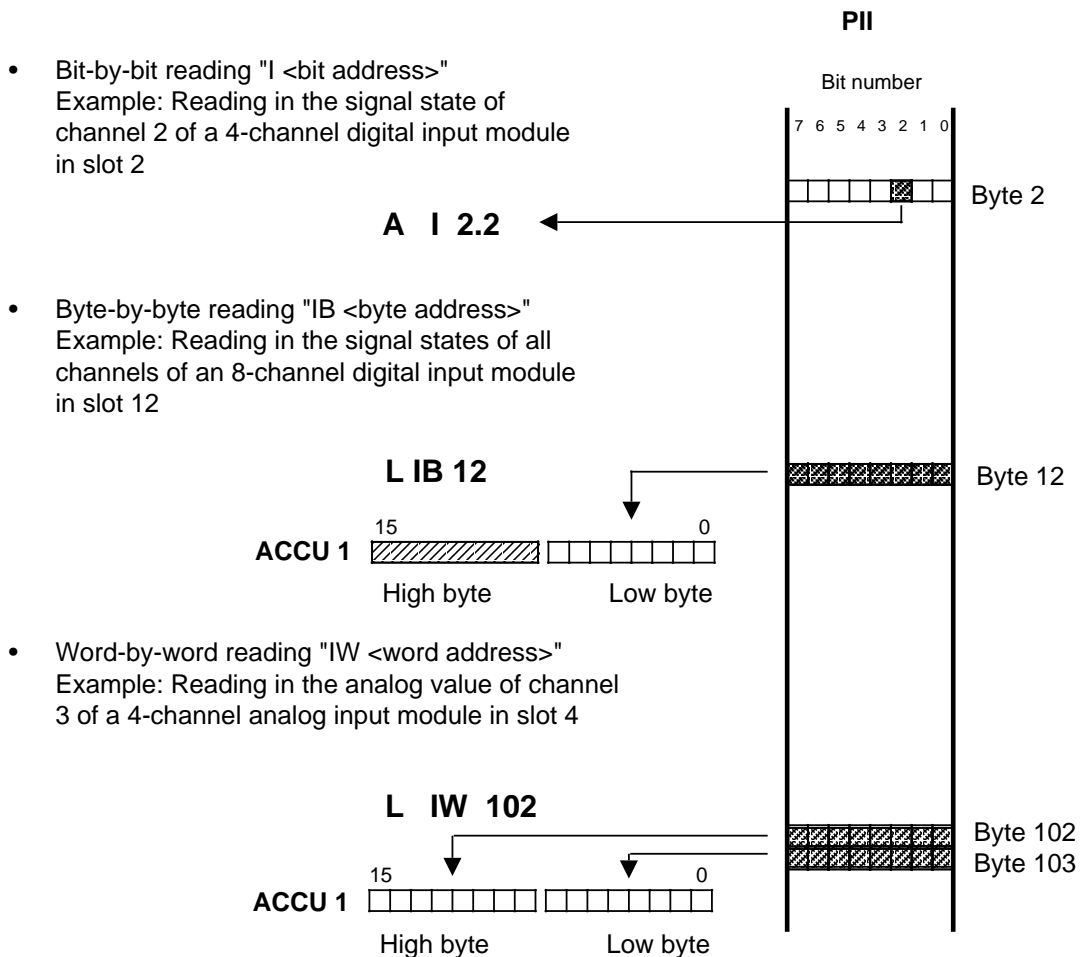 PII
• Bit-by-bit reading "I <bit address>"
Example: Reading in the signal state of
channel 2 of a 4-channel digital input module
in slot 2
Bit number
7 6 5 4 3 2 1 0
Byte 2
A I 2.2
• Byte-by-byte reading "IB <byte address>"
Example: Reading in the signal states of all
channels of an 8-channel digital input module
in slot 12
L IB 12
Byte 12
15 0
ACCU 1
High byte Low byte
• Word-by-word reading "IW <word address>"
Example: Reading in the analog value of channel
3 of a 4-channel analog input module in slot 4
L IW 102
Byte 102
Byte 103
15 0
ACCU 1
High byte Low byte